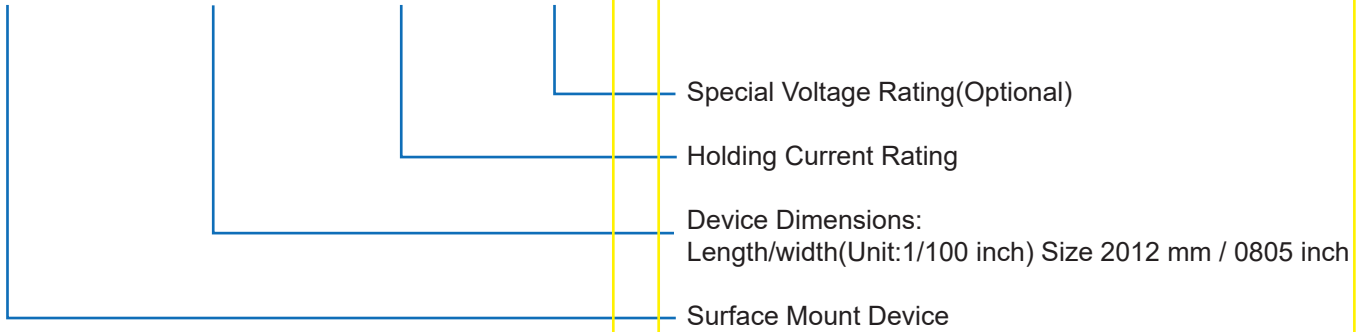 Special Voltage Rating(Optional)
Holding Current Rating
Device Dimensions:
Length/width(Unit:1/100 inch) Size 2012 mm / 0805 inch
Surface Mount Device